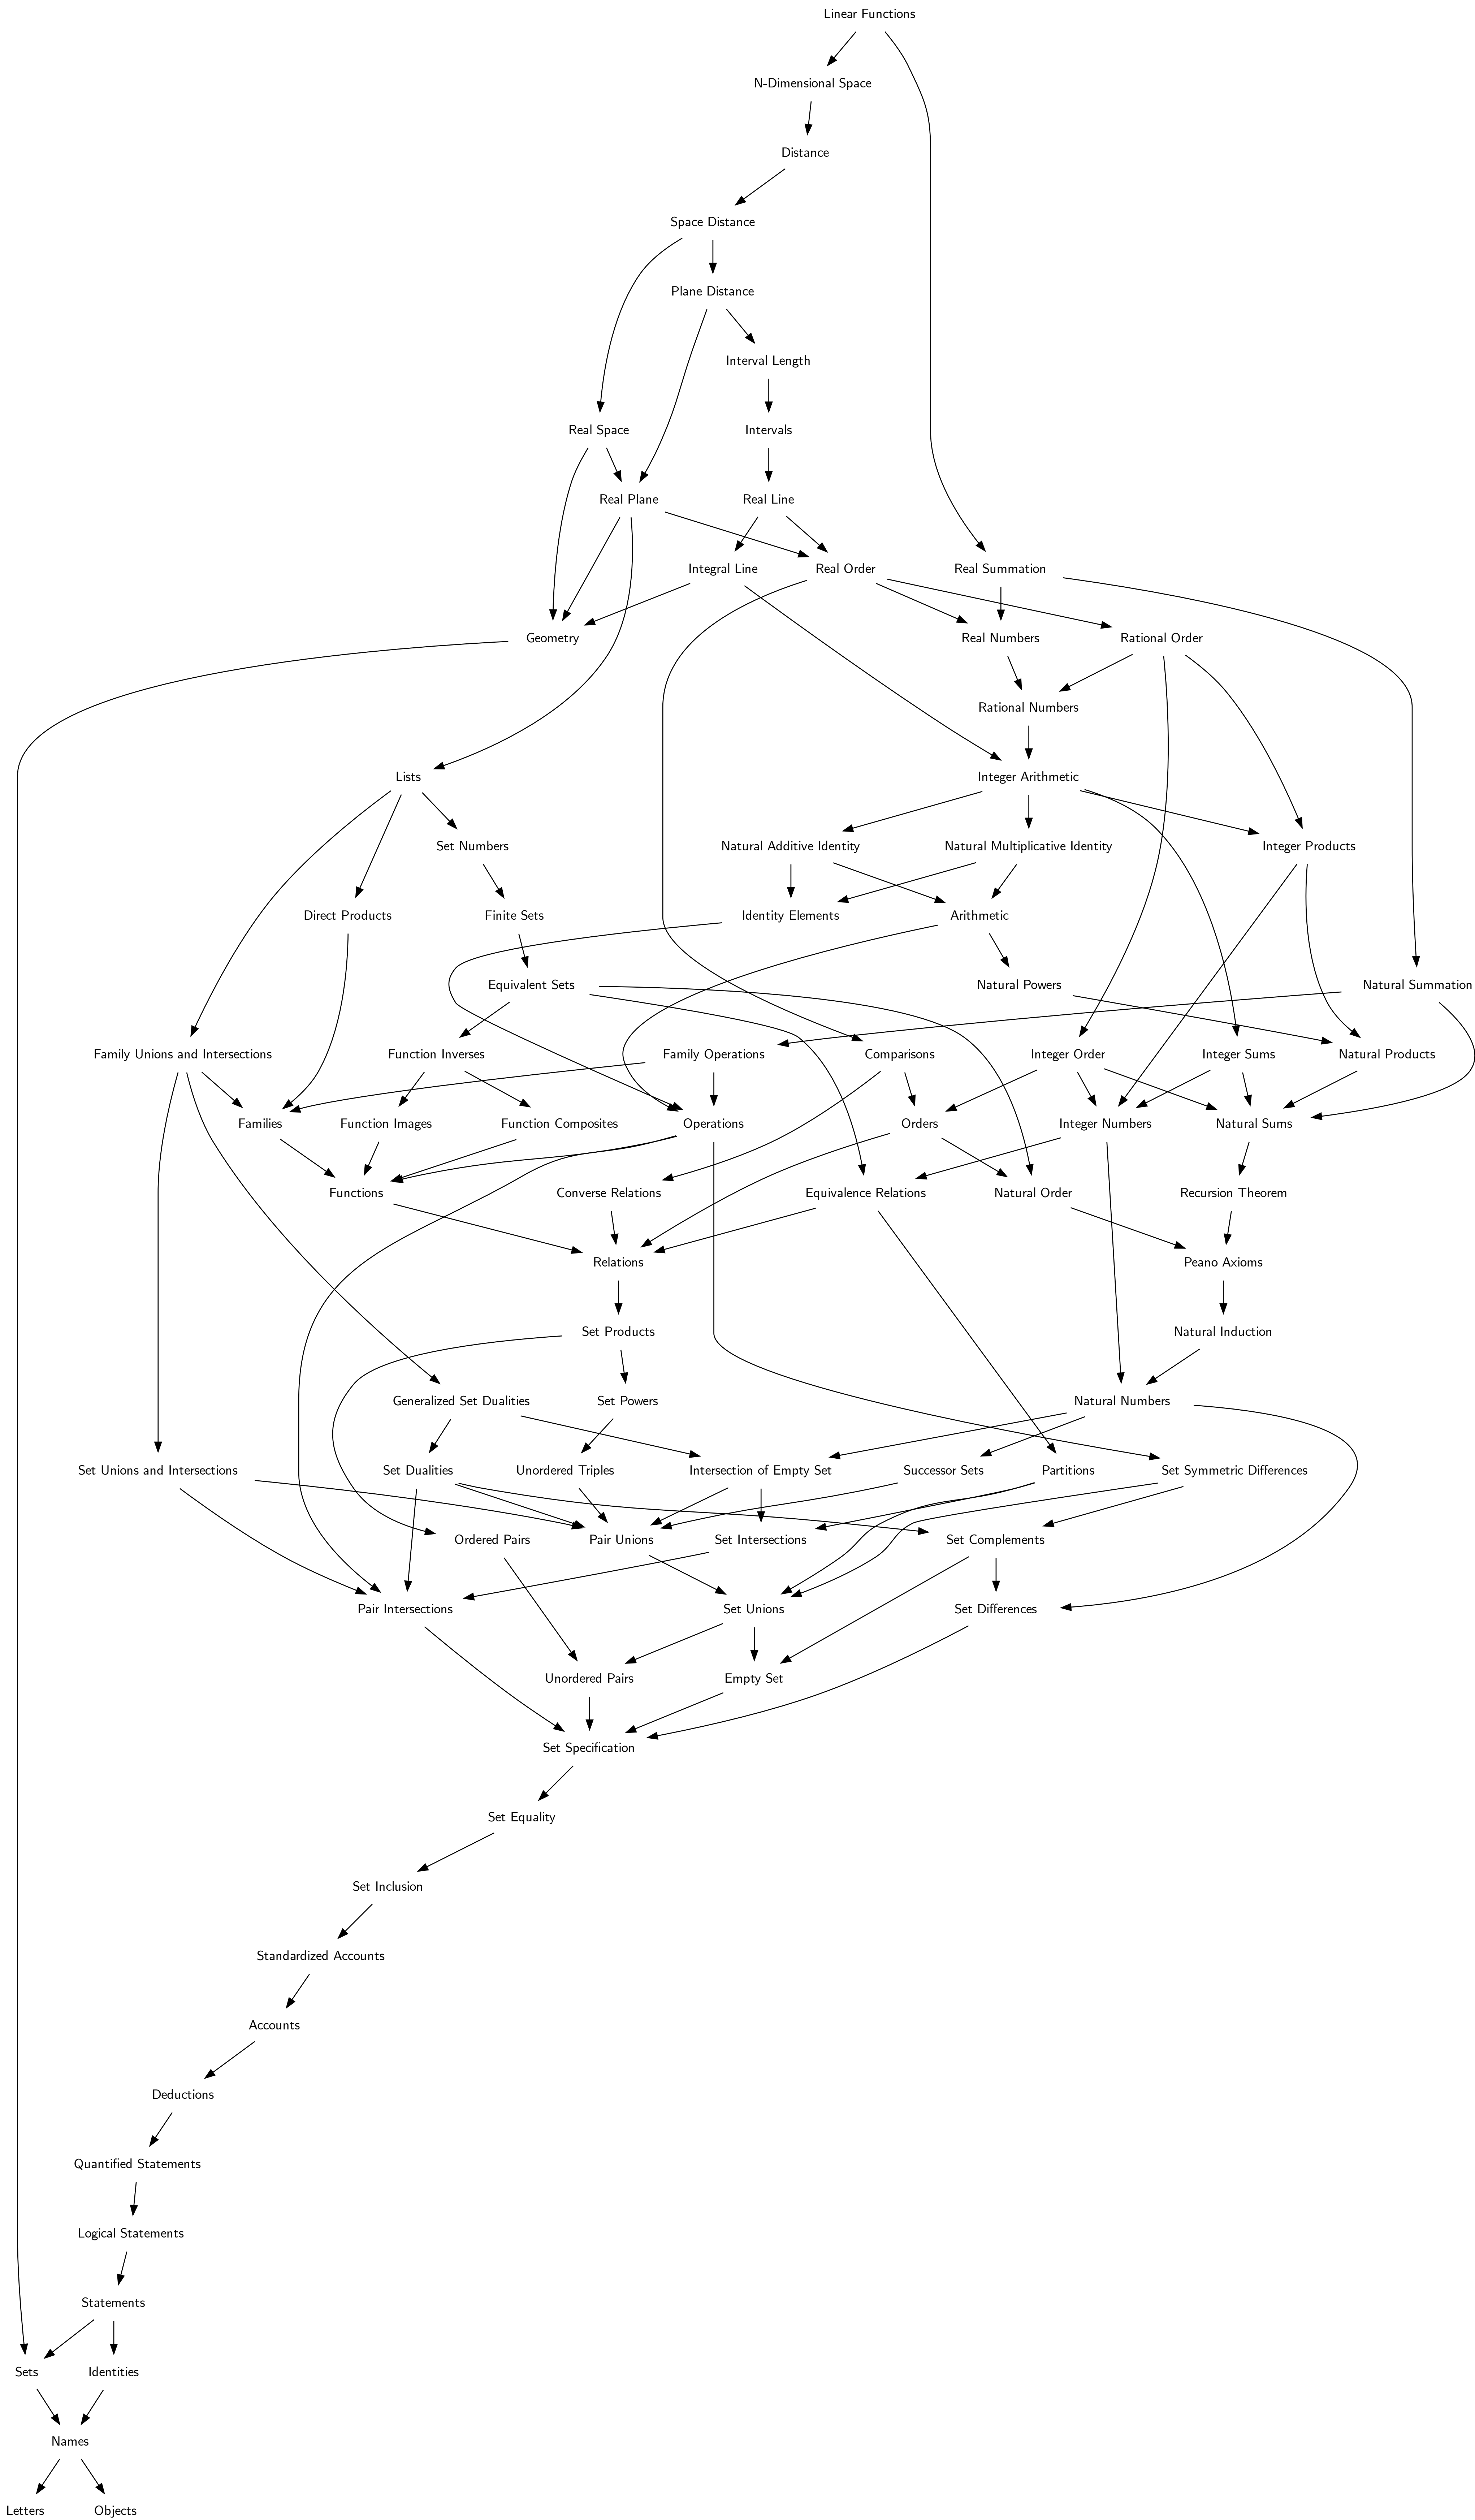 Linear Functions
N-Dimensional Space
Distance
Space Distance
Plane Distance
Interval Length
Real Space
Intervals
Real Plane
Real Line
Integral Line
Real Order
Real Summation
Geometry
Real Numbers
Rational Order
Rational Numbers
Lists
Integer Arithmetic
Set Numbers
Natural Additive Identity
Natural Multiplicative Identity
Integer Products
Direct Products
Finite Sets
Identity Elements
Arithmetic
Equivalent Sets
Natural Powers
Natural Summation
Family Unions and Intersections
Function Inverses
Family Operations
Comparisons
Integer Order
Integer Sums
Natural Products
Families
Function Images
Function Composites
Operations
Orders
Integer Numbers
Natural Sums
Functions
Converse Relations
Equivalence Relations
Natural Order
Recursion Theorem
Relations
Peano Axioms
Set Products
Natural Induction
Generalized Set Dualities
Set Powers
Natural Numbers
Set Unions and Intersections
Set Dualities
Unordered Triples
Intersection of Empty Set
Successor Sets
Partitions
Set Symmetric Differences
Ordered Pairs
Pair Unions
Set Intersections
Set Complements
Pair Intersections
Set Unions
Set Differences
Unordered Pairs
Empty Set
Set Specification
Set Equality
Set Inclusion
Standardized Accounts
Accounts
Deductions
Quantified Statements
Logical Statements
Statements
Sets
Identities
Names
Letters
Objects